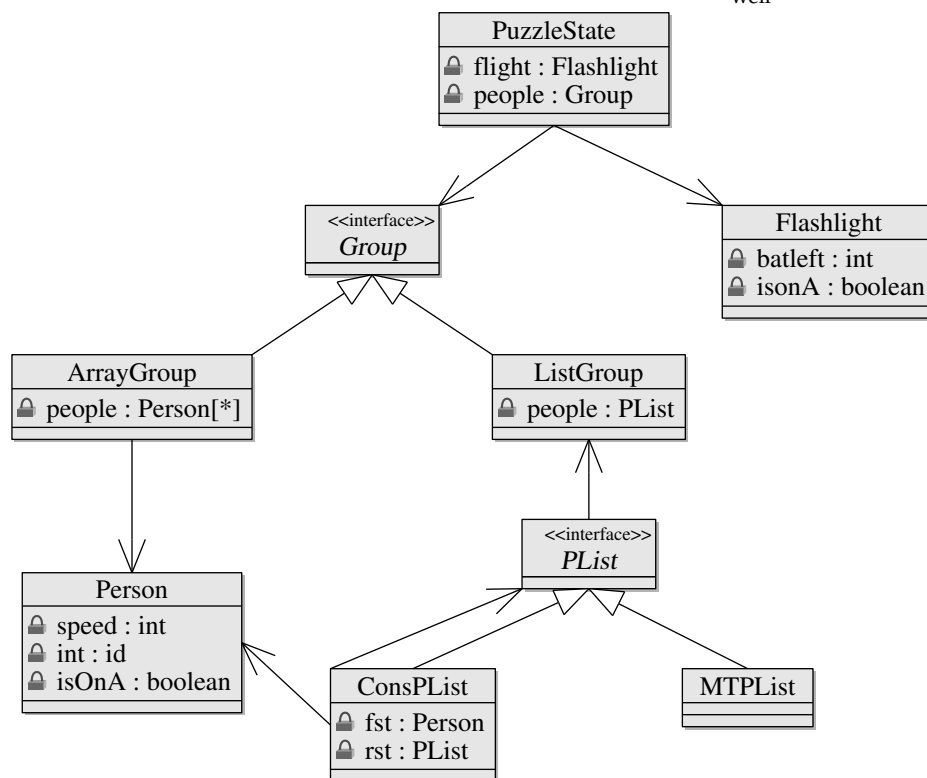 well
PuzzleState
flight : Flashlight
people : Group
<<interface>>
Group
Flashlight
batleft : int
isonA : boolean
ArrayGroup
people : Person[*]
ListGroup
people : PList
<<interface>>
PList
Person
speed : int
int : id
isOnA : boolean
ConsPList
fst : Person
rst : PList
MTPList